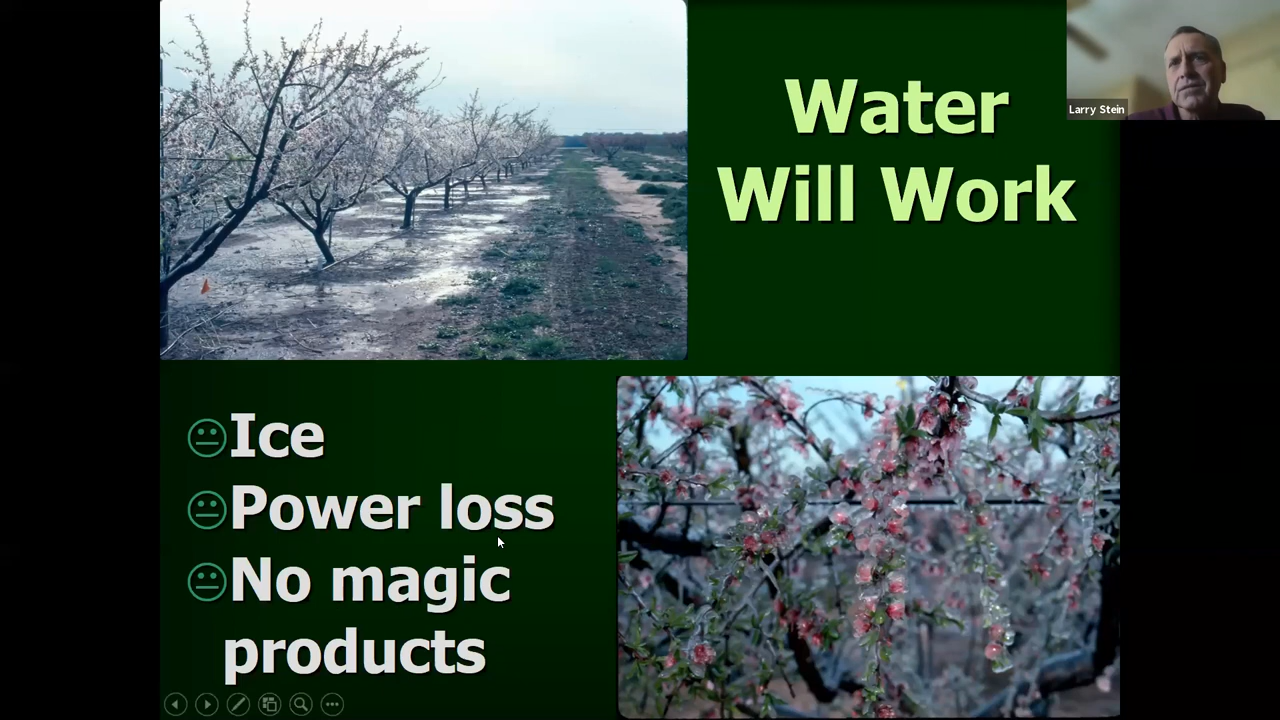 Water
Will Work
Larry Stein
Ice
Power loss
No magic
products